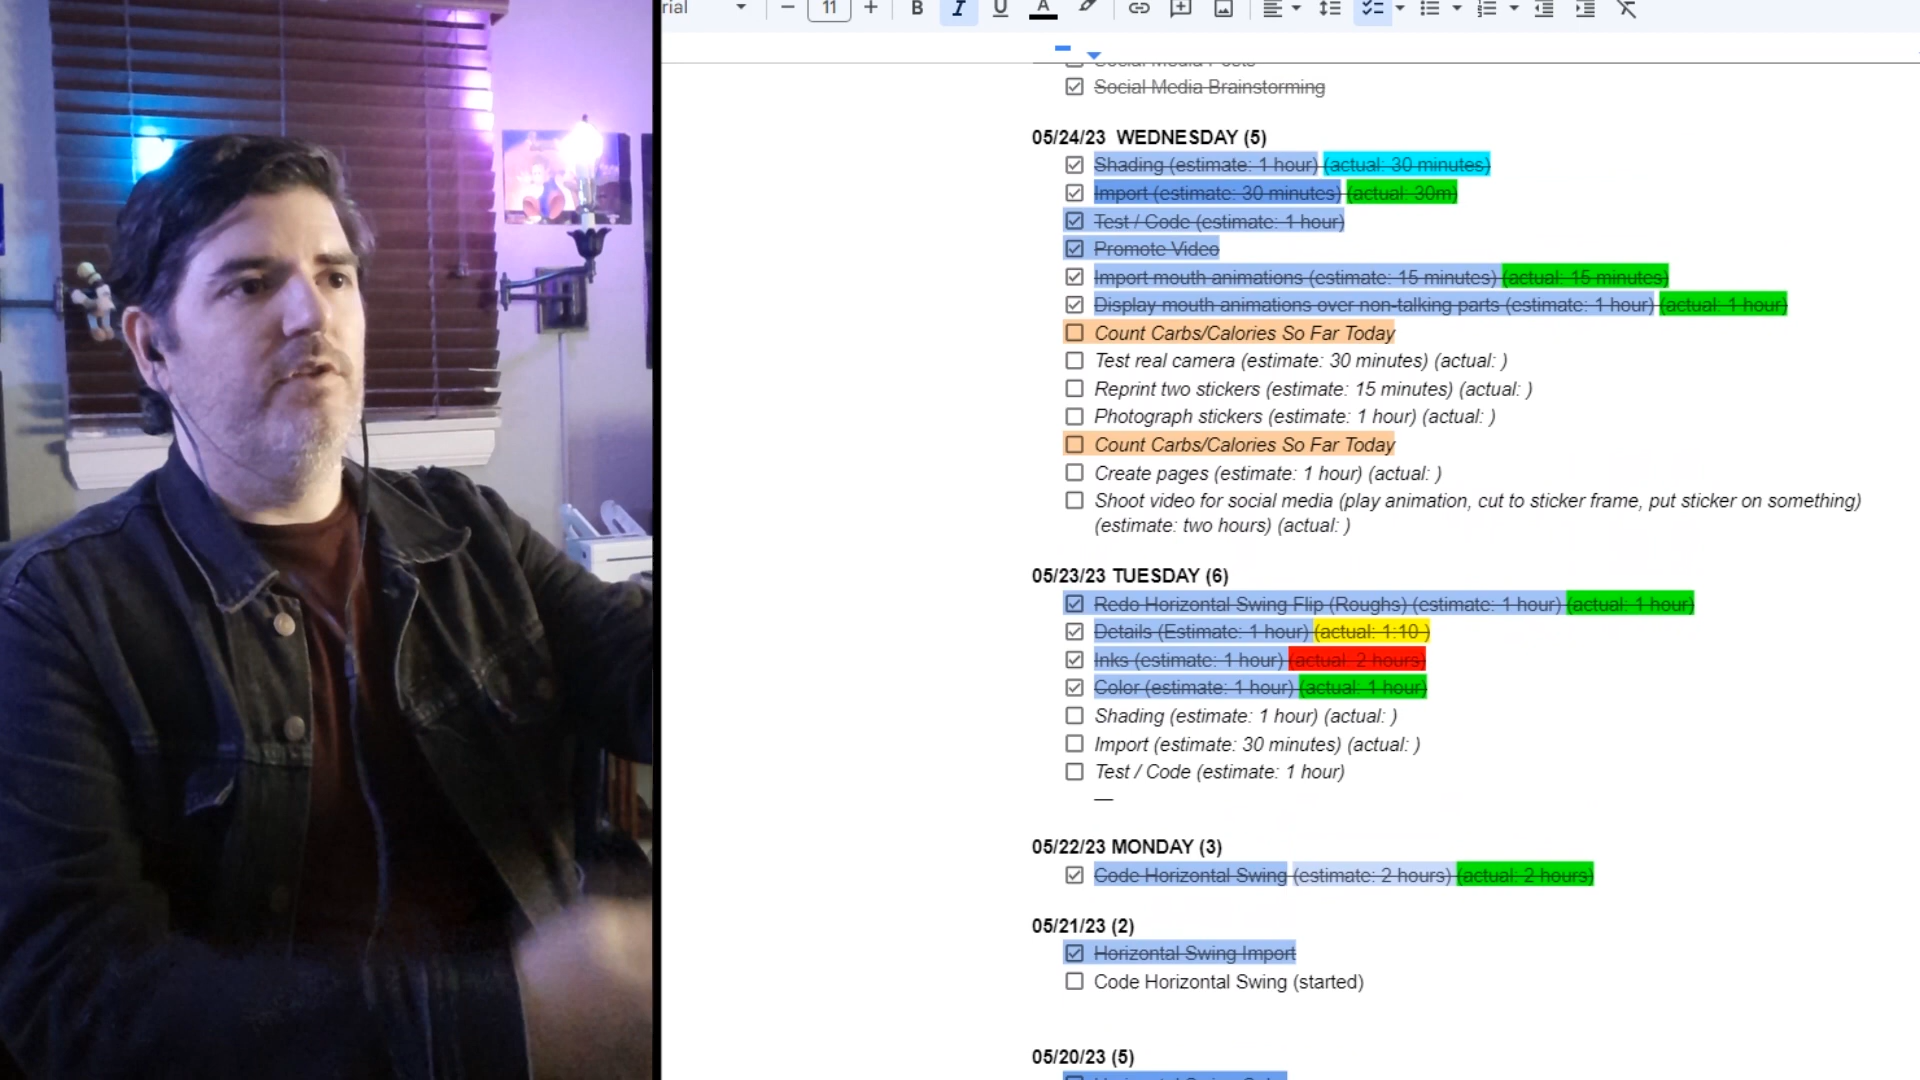 rial
11
B I U A
Social Media Posts
Social Media Brainstorming
05/24/23 WEDNESDAY (5)
Shading (estimate: 1 hour) (actual: 30 minutes)
Import (estimate: 30 minutes) (actual: 30m)
Test / Code (estimate: 1 hour)
Promote Video
Import mouth animations (estimate: 15 minutes) (actual: 15 minutes)
Display mouth animations over non-talking parts (estimate: 1 hour) (actual: 1 hour)
Count Carbs/Calories So Far Today
Test real camera (estimate: 30 minutes) (actual: )
Reprint two stickers (estimate: 15 minutes) (actual: )
Photograph stickers (estimate: 1 hour) (actual: )
Count Carbs/Calories So Far Today
Create pages (estimate: 1 hour) (actual: )
Shoot video for social media (play animation, cut to sticker frame, put sticker on something)
(estimate: two hours) (actual: )
05/23/23 TUESDAY (6)
Redo Horizontal Swing Flip (Roughs) (estimate: 1 hour) (actual: 1 hour)
Details (Estimate: 1 hour) (actual: 1:10 )
Inks (estimate: 1 hour) (actual: 2 hours)
Color (estimate: 1 hour) (actual: 1 hour)
Shading (estimate: 1 hour) (actual: )
Import (estimate: 30 minutes) (actual: )
Test / Code (estimate: 1 hour)
—
05/22/23 MONDAY (3)
Code Horizontal Swing (estimate: 2 hours) (actual: 2 hours)
05/21/23 (2)
Horizontal Swing Import
Code Horizontal Swing (started)
05/20/23 (5)